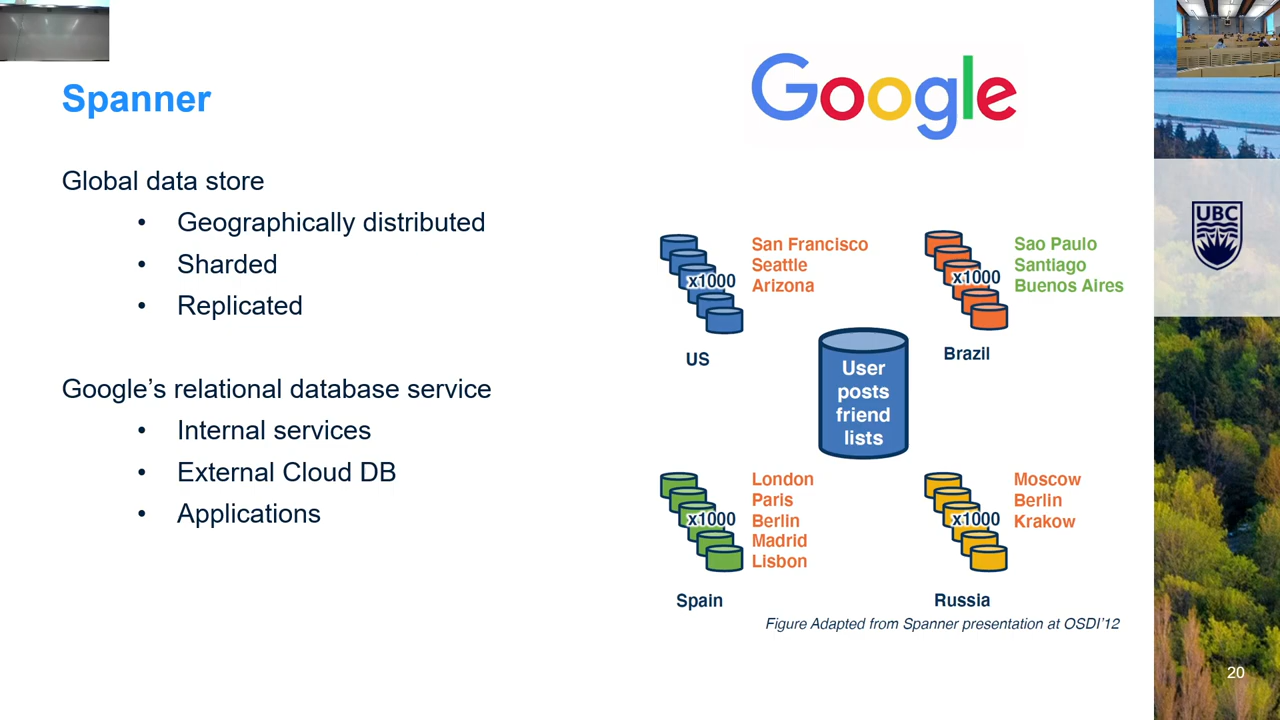 Spanner
Google
Global data store
• Geographically distributed
• Sharded
• Replicated
Google’s relational database service
• Internal services
• External Cloud DB
• Applications
x1000
San Francisco
Seattle
Arizona
US
x1000
Sao Paulo
Santiago
Buenos Aires
Brazil
User
posts
friend
lists
x1000
London
Paris
Berlin
Madrid
Lisbon
Spain
x1000
Moscow
Berlin
Krakow
Russia
Figure Adapted from Spanner presentation at OSDI’12
UBC
20